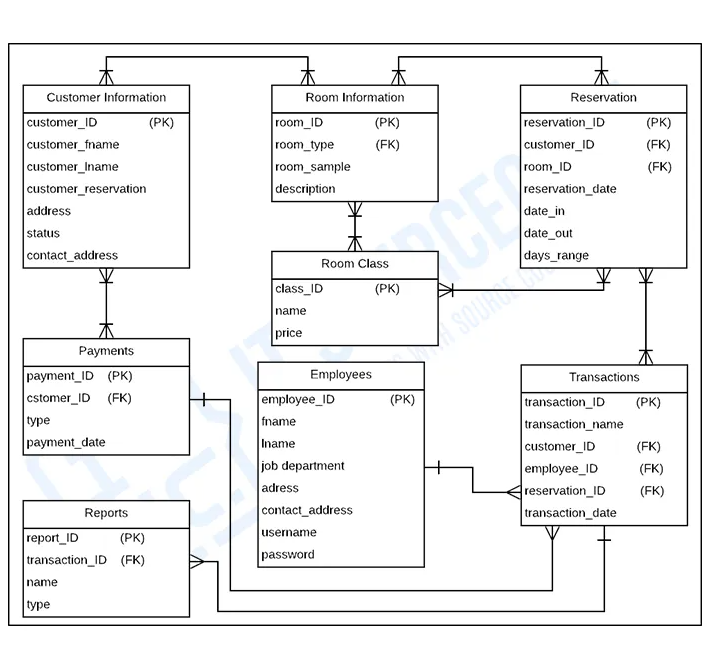 Customer Information
customer_ID (PK)
customer_fname
customer_lname
customer_reservation
address
status
contact_address
Room Information
room_ID (PK)
room_type (FK)
room_sample
description
Reservation
reservation_ID (PK)
customer_ID (FK)
room_ID (FK)
reservation_date
date_in
date_out
days_range
Room Class
class_ID (PK)
name
price
Payments
payment_ID (PK)
cstomer_ID (FK)
type
payment_date
Employees
employee_ID (PK)
fname
lname
job department
adress
contact_address
username
password
Transactions
transaction_ID (PK)
transaction_name
customer_ID (FK)
employee_ID (FK)
reservation_ID (FK)
transaction_date
Reports
report_ID (PK)
transaction_ID (FK)
name
type
WITH SOURCE